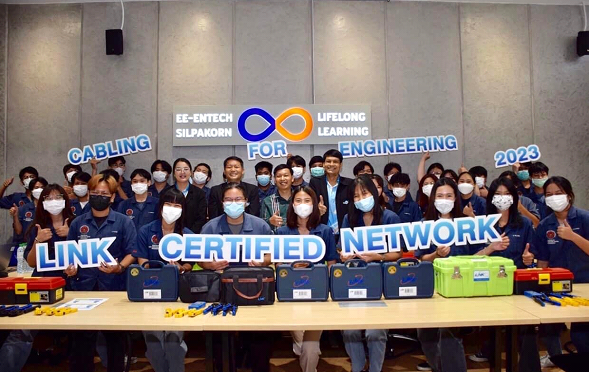 EE-ENTECH
SILPAKORN
LIFELONG
LEARNING
CABLING FOR ENGINEERING 2023
LINK CERTIFIED NETWORK